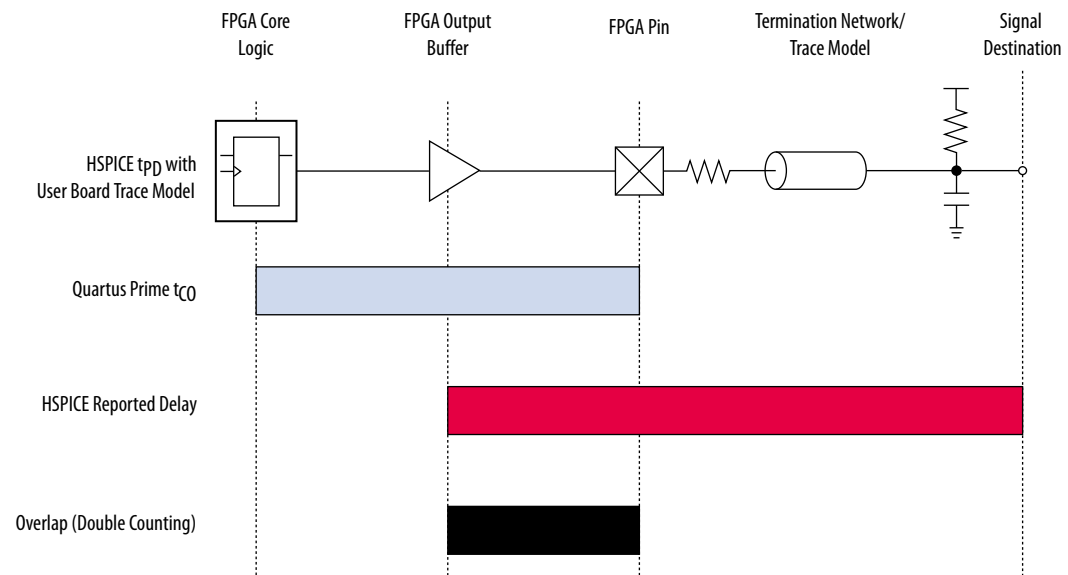 FPGA Core
Logic
FPGA Output
Buffer
FPGA Pin
Termination Network/
Trace Model
Signal
Destination
HSPICE tPD with
User Board Trace Model
Quartus Prime tCO
HSPICE Reported Delay
Overlap (Double Counting)